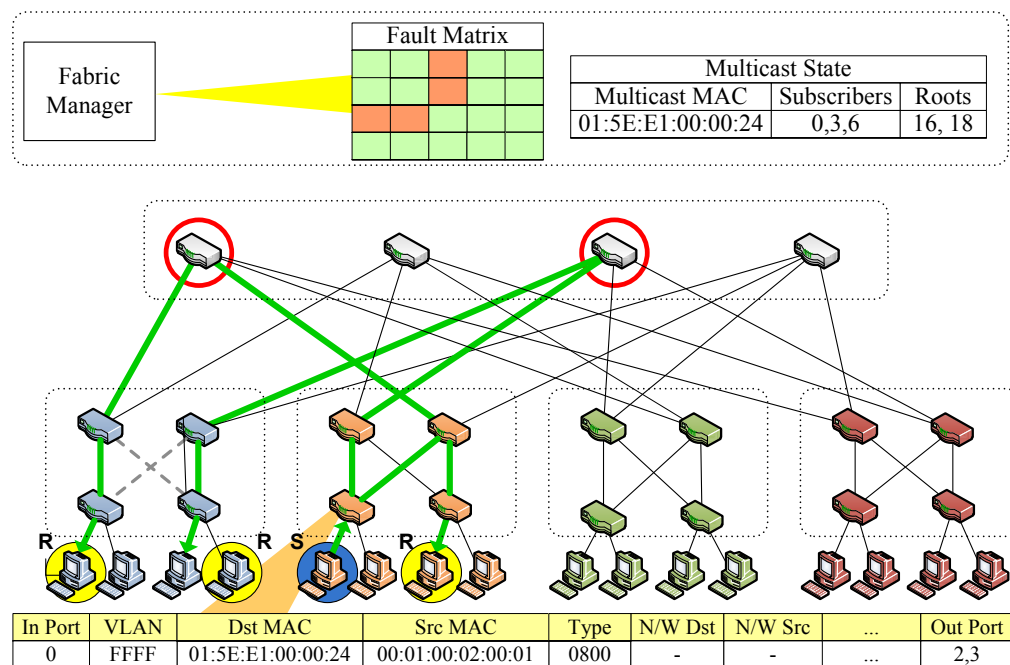 Fabric
Manager
Fault Matrix
Multicast State
Multicast MAC Subscribers Roots
01:5E:E1:00:00:24 0,3,6 16, 18
R R S R
In Port VLAN Dst MAC Src MAC Type N/W Dst N/W Src ... Out Port
0 FFFF 01:5E:E1:00:00:24 00:01:00:02:00:01 0800 - - 2,3